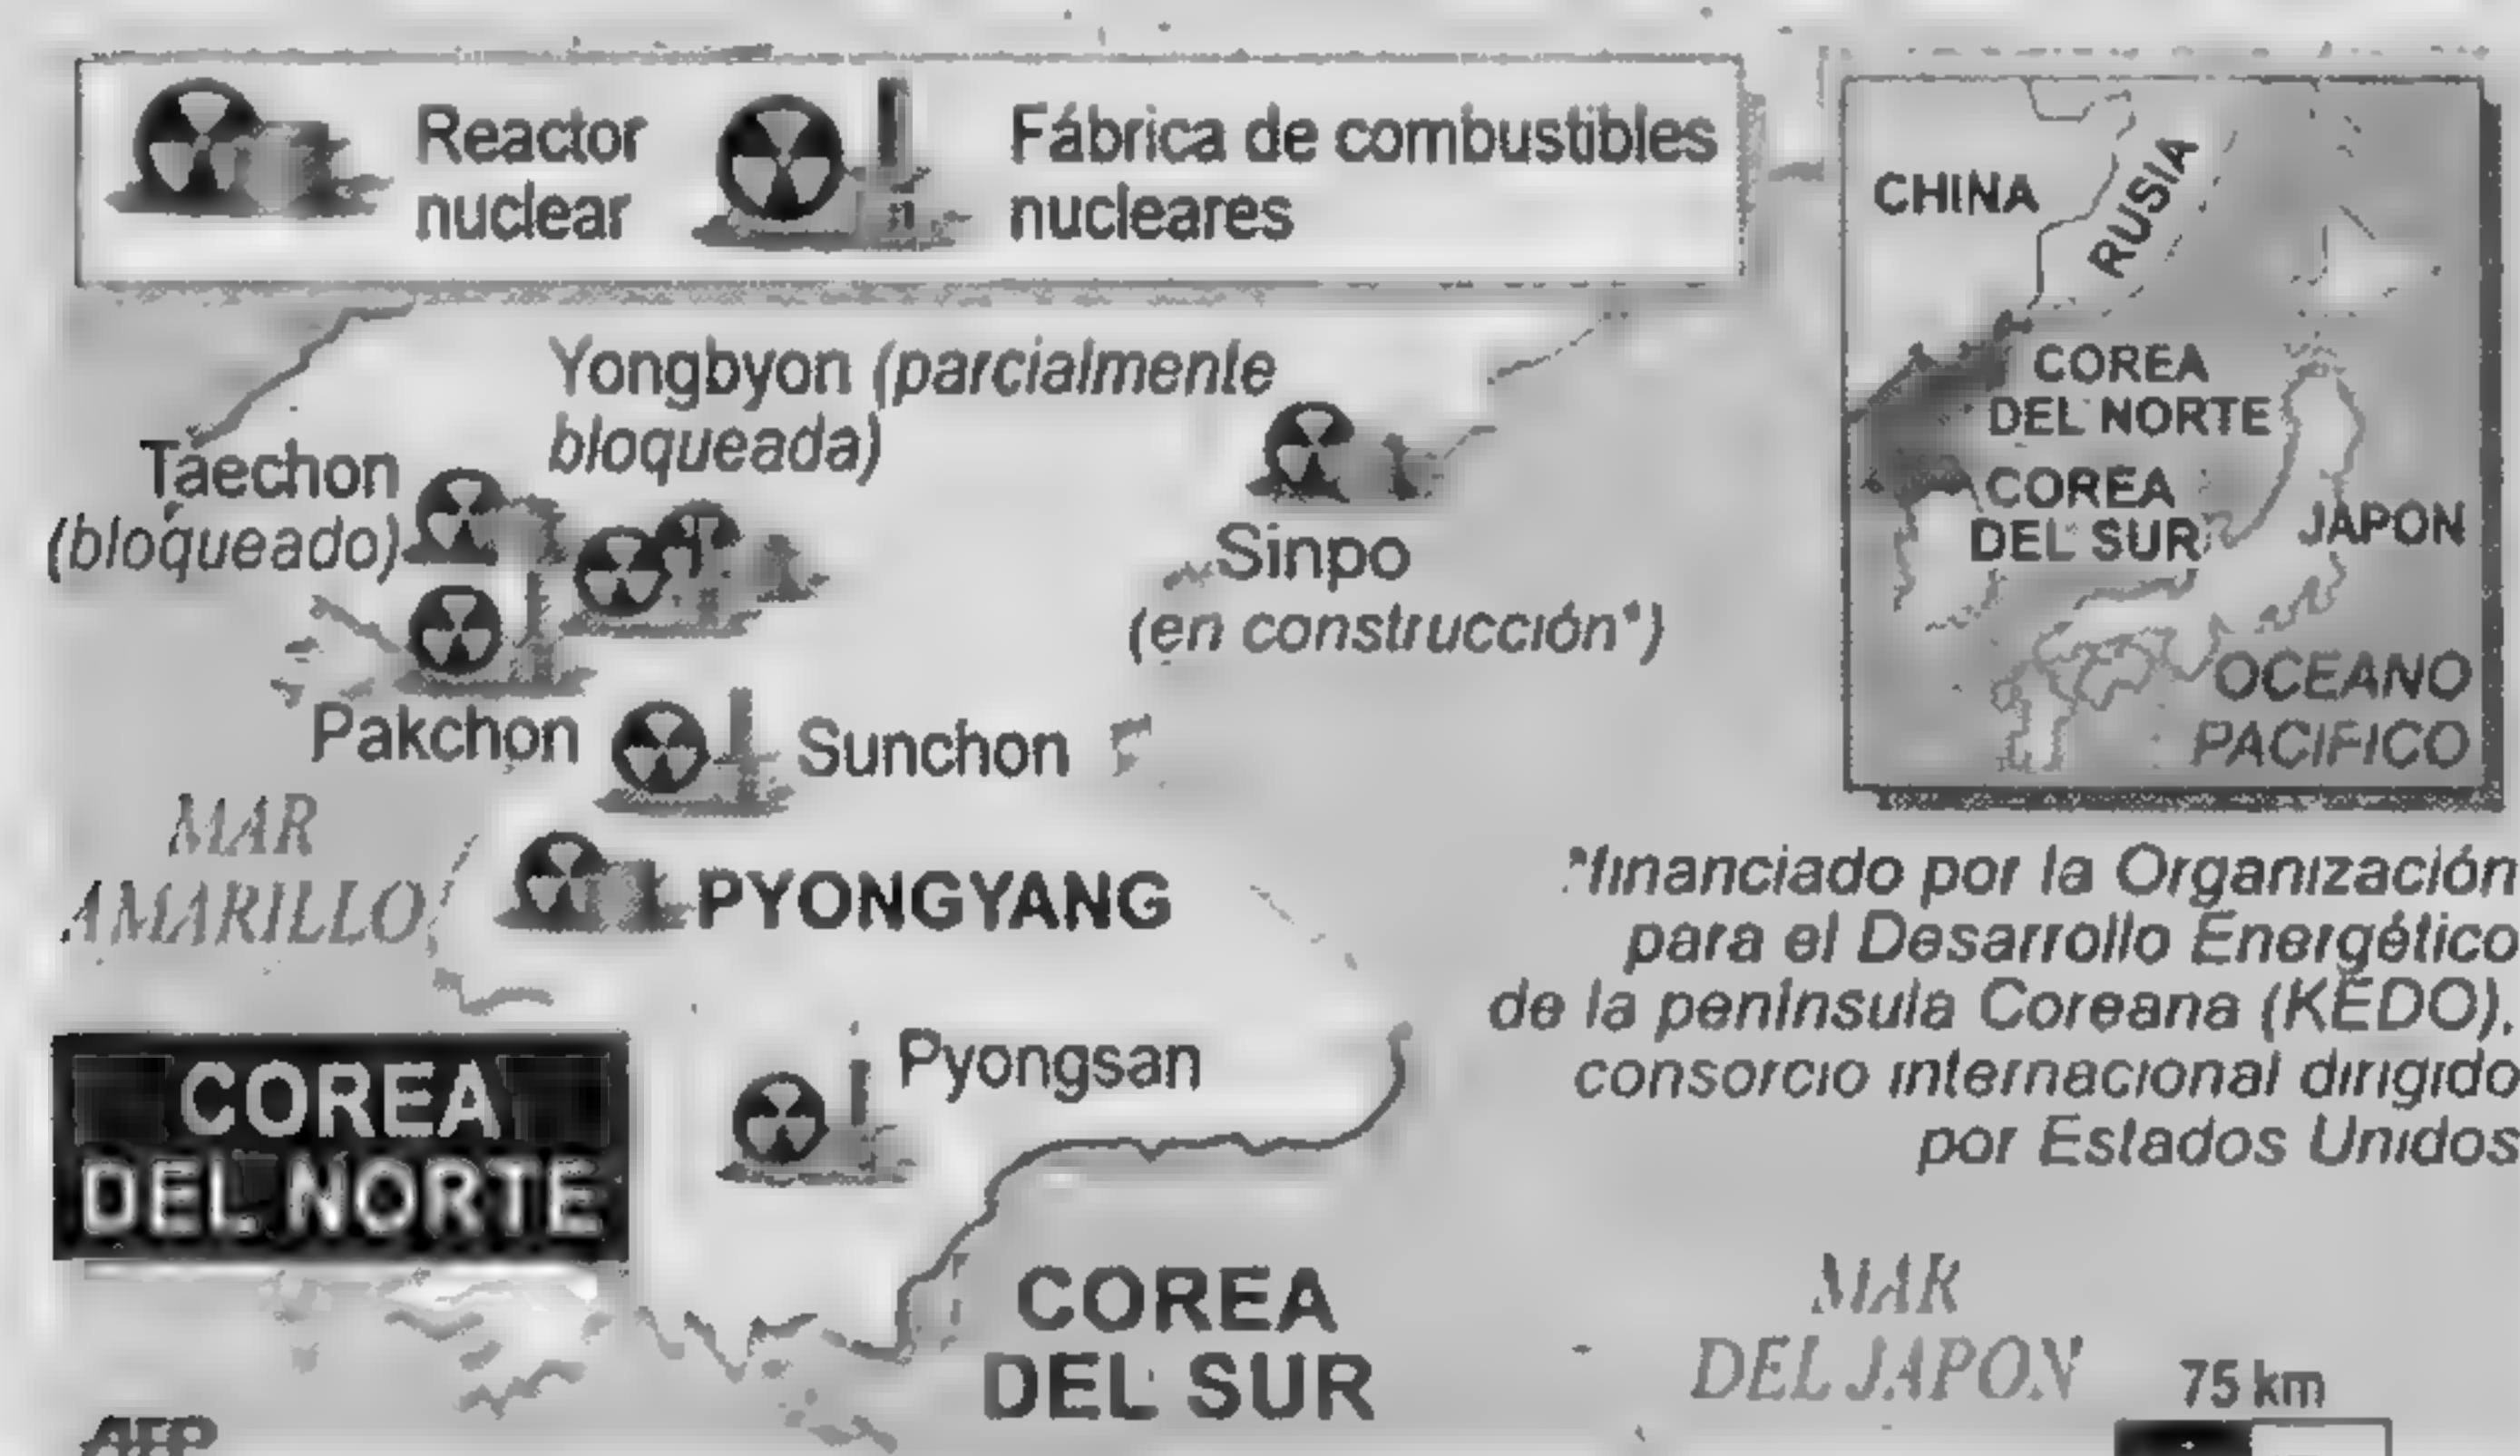 Reactor
nuclear
Fábrica de combustibles
nucleares
CHINA
RUSIA
COREA
DEL NORTE
COREA
DEL SUR
JAPON
OCEANO
PACIFICO
Yongbyon (parcialmente
bloqueada)
Taechon
(bloqueado)
Sinpo
(en construcción*)
Pakchon
Sunchon
MAR
AMARILLO
PYONGYANG
*financiado por la Organización
para el Desarrollo Energético
de la península Coreana (KEDO),
consorcio internacional dirigido
por Estados Unidos
Pyongsan
COREA
DEL NORTE
COREA
DEL SUR
MAR
DEL JAPON
75 km
AFP